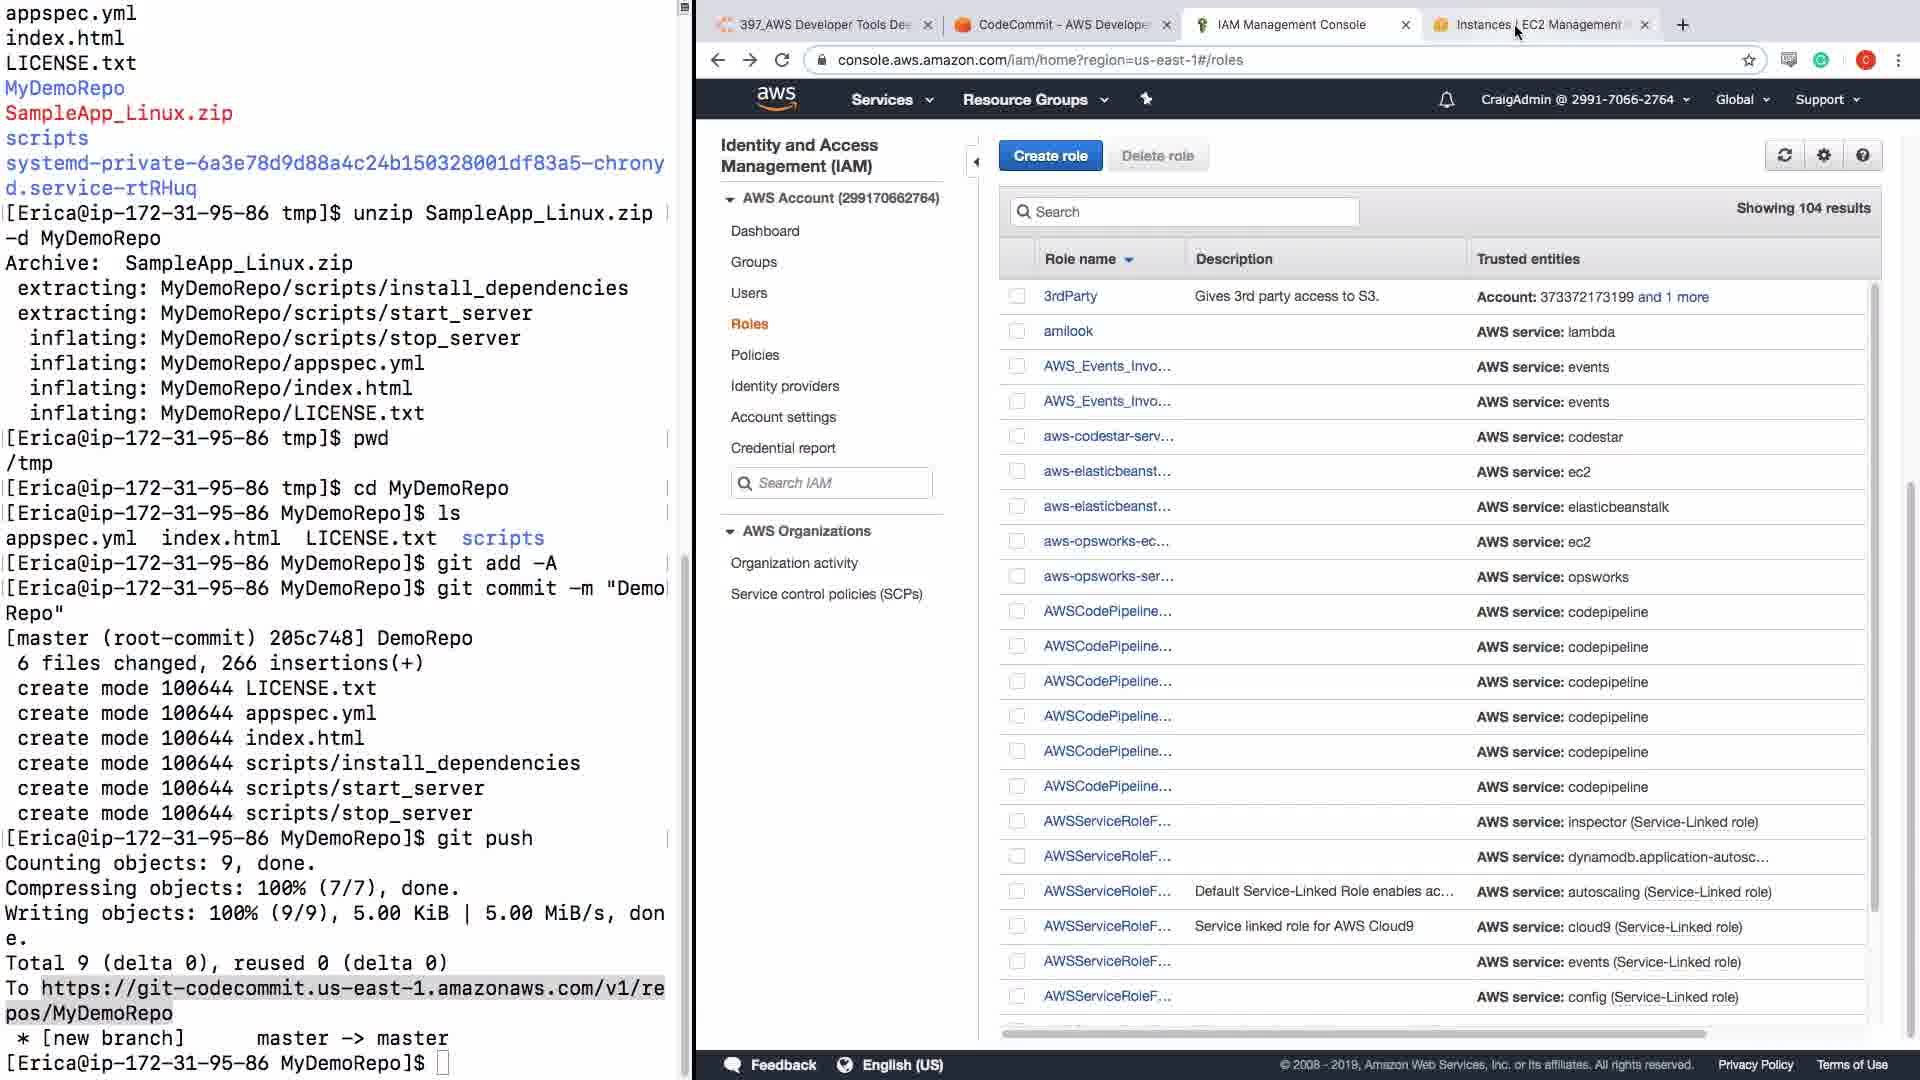 appspec.yml
index.html
LICENSE.txt
MyDemoRepo
SampleApp_Linux.zip
scripts
systemd-private-6a3e78d9d88a4c24b150328001df83a5-chrony
d.service-rtRHuq
[Erica@ip-172-31-95-86 tmp]$ unzip SampleApp_Linux.zip
-d MyDemoRepo
Archive:  SampleApp_Linux.zip
 extracting: MyDemoRepo/scripts/install_dependencies
 extracting: MyDemoRepo/scripts/start_server
  inflating: MyDemoRepo/scripts/stop_server
  inflating: MyDemoRepo/appspec.yml
  inflating: MyDemoRepo/index.html
  inflating: MyDemoRepo/LICENSE.txt
[Erica@ip-172-31-95-86 tmp]$ pwd
/tmp
[Erica@ip-172-31-95-86 tmp]$ cd MyDemoRepo
[Erica@ip-172-31-95-86 MyDemoRepo]$ ls
appspec.yml  index.html  LICENSE.txt  scripts
[Erica@ip-172-31-95-86 MyDemoRepo]$ git add -A
[Erica@ip-172-31-95-86 MyDemoRepo]$ git commit -m "Demo
Repo"
[master (root-commit) 205c748] DemoRepo
 6 files changed, 266 insertions(+)
 create mode 100644 LICENSE.txt
 create mode 100644 appspec.yml
 create mode 100644 index.html
 create mode 100644 scripts/install_dependencies
 create mode 100644 scripts/start_server
 create mode 100644 scripts/stop_server
[Erica@ip-172-31-95-86 MyDemoRepo]$ git push
Counting objects: 9, done.
Compressing objects: 100% (7/7), done.
Writing objects: 100% (9/9), 5.00 KiB | 5.00 MiB/s, don
e.
Total 9 (delta 0), reused 0 (delta 0)
To https://git-codecommit.us-east-1.amazonaws.com/v1/re
pos/MyDemoRepo
 * [new branch]      master -> master
[Erica@ip-172-31-95-86 MyDemoRepo]$
397_AWS Developer Tools Dee
CodeCommit - AWS Develope
IAM Management Console
Instances | EC2 Management
console.aws.amazon.com/iam/home?region=us-east-1#/roles
C
aws
Services
Resource Groups
CraigAdmin @ 2991-7066-2764
Global
Support
Identity and Access
Management (IAM)
AWS Account (299170662764)
Dashboard
Groups
Users
Roles
Policies
Identity providers
Account settings
Credential report
Search IAM
AWS Organizations
Organization activity
Service control policies (SCPs)
Create role
Delete role
Search
Showing 104 results
Role name
Description
Trusted entities
3rdParty Gives 3rd party access to S3. Account: 373372173199 and 1 more
amilook AWS service: lambda
AWS_Events_Invo... AWS service: events
AWS_Events_Invo... AWS service: events
aws-codestar-serv... AWS service: codestar
aws-elasticbeanst... AWS service: ec2
aws-elasticbeanst... AWS service: elasticbeanstalk
aws-opsworks-ec... AWS service: ec2
aws-opsworks-ser... AWS service: opsworks
AWSCodePipeline... AWS service: codepipeline
AWSCodePipeline... AWS service: codepipeline
AWSCodePipeline... AWS service: codepipeline
AWSCodePipeline... AWS service: codepipeline
AWSCodePipeline... AWS service: codepipeline
AWSCodePipeline... AWS service: codepipeline
AWSServiceRoleF... AWS service: inspector (Service-Linked role)
AWSServiceRoleF... AWS service: dynamodb.application-autosc...
AWSServiceRoleF... Default Service-Linked Role enables ac... AWS service: autoscaling (Service-Linked role)
AWSServiceRoleF... Service linked role for AWS Cloud9 AWS service: cloud9 (Service-Linked role)
AWSServiceRoleF... AWS service: events (Service-Linked role)
AWSServiceRoleF... AWS service: config (Service-Linked role)
Feedback
English (US)
© 2008 - 2019, Amazon Web Services, Inc. or its affiliates. All rights reserved.
Privacy Policy
Terms of Use